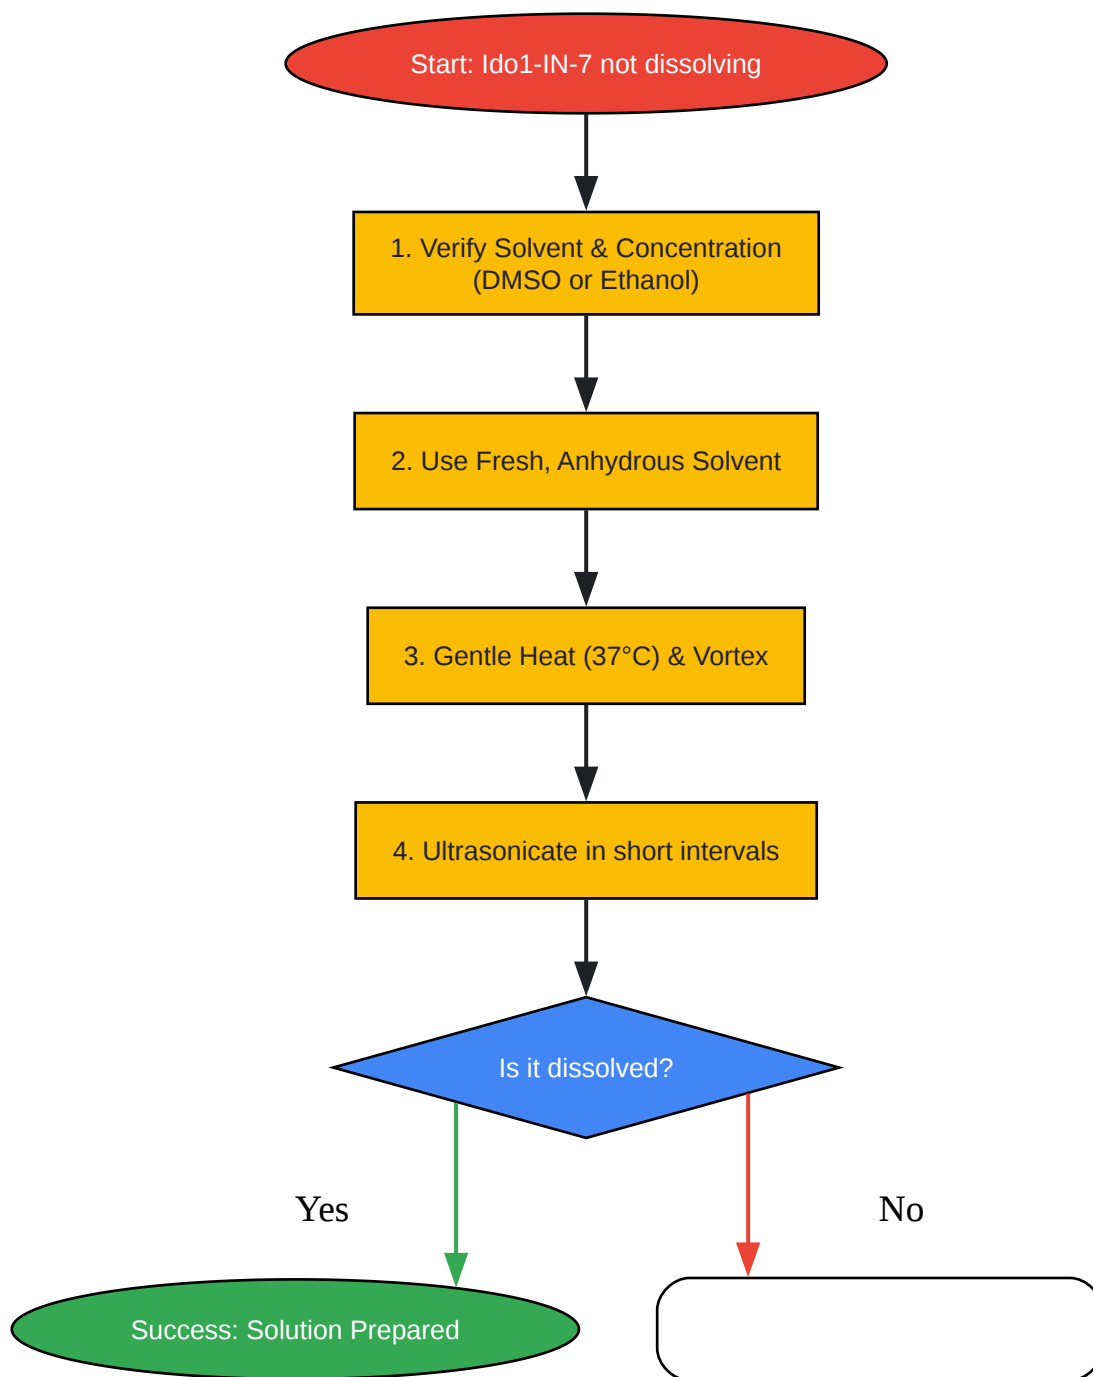 Start: Ido1-IN-7 not dissolving
1. Verify Solvent & Concentration
(DMSO or Ethanol)
2. Use Fresh, Anhydrous Solvent
3. Gentle Heat (37°C) & Vortex
4. Ultrasonicate in short intervals
Is it dissolved?
Yes
No
Success: Solution Prepared